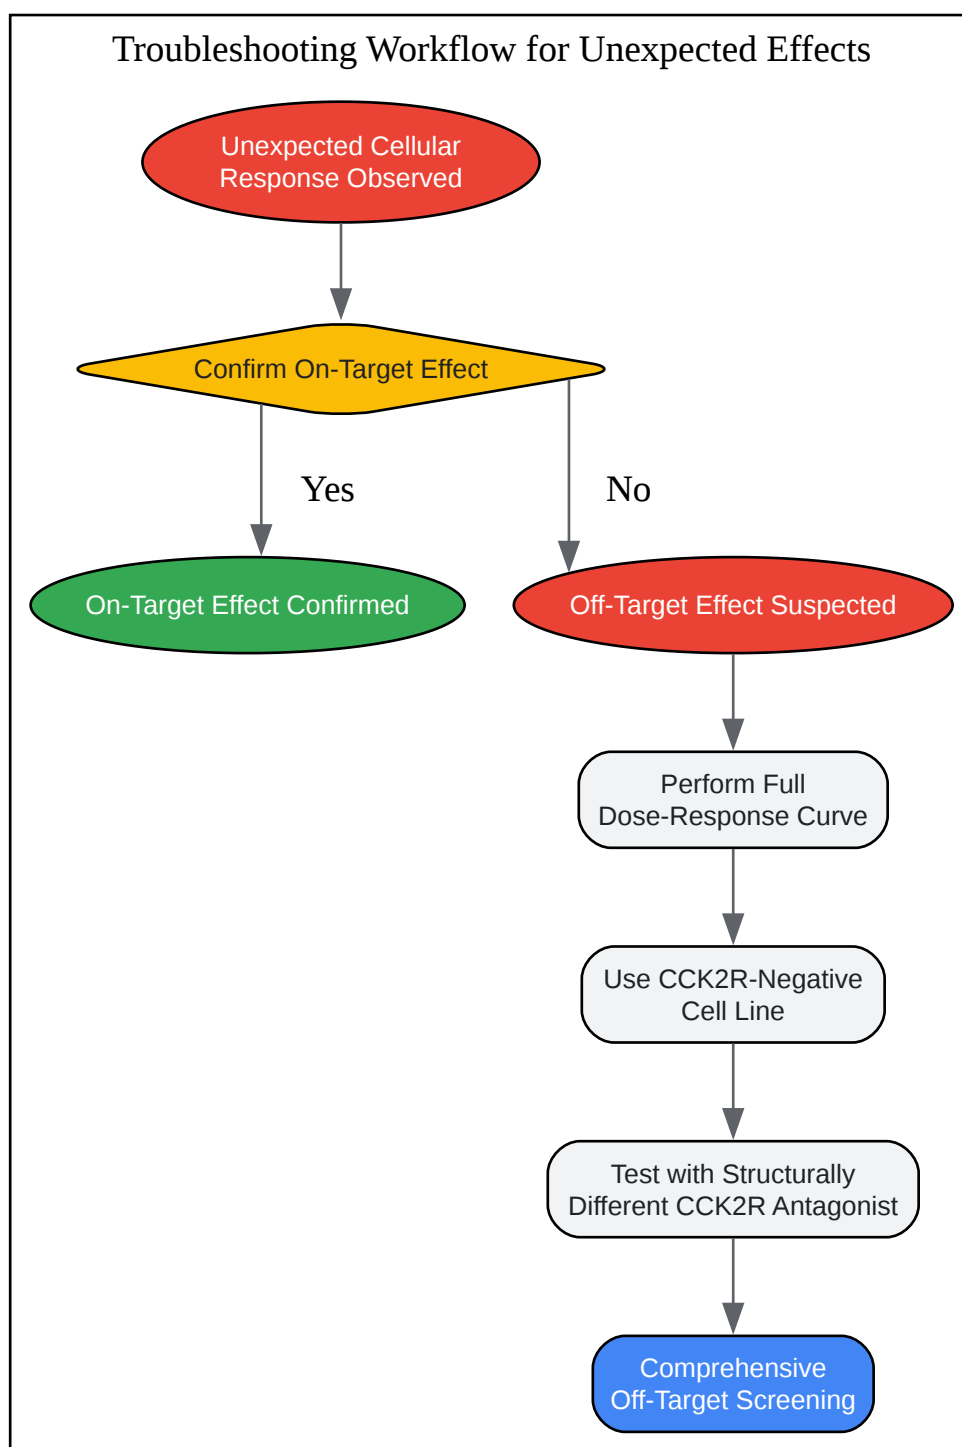 Troubleshooting Workflow for Unexpected Effects
Unexpected Cellular
Response Observed
Confirm On-Target Effect
Yes
No
On-Target Effect Confirmed
Off-Target Effect Suspected
Perform Full
Dose-Response Curve
Use CCK2R-Negative
Cell Line
Test with Structurally
Different CCK2R Antagonist
Comprehensive
Off-Target Screening